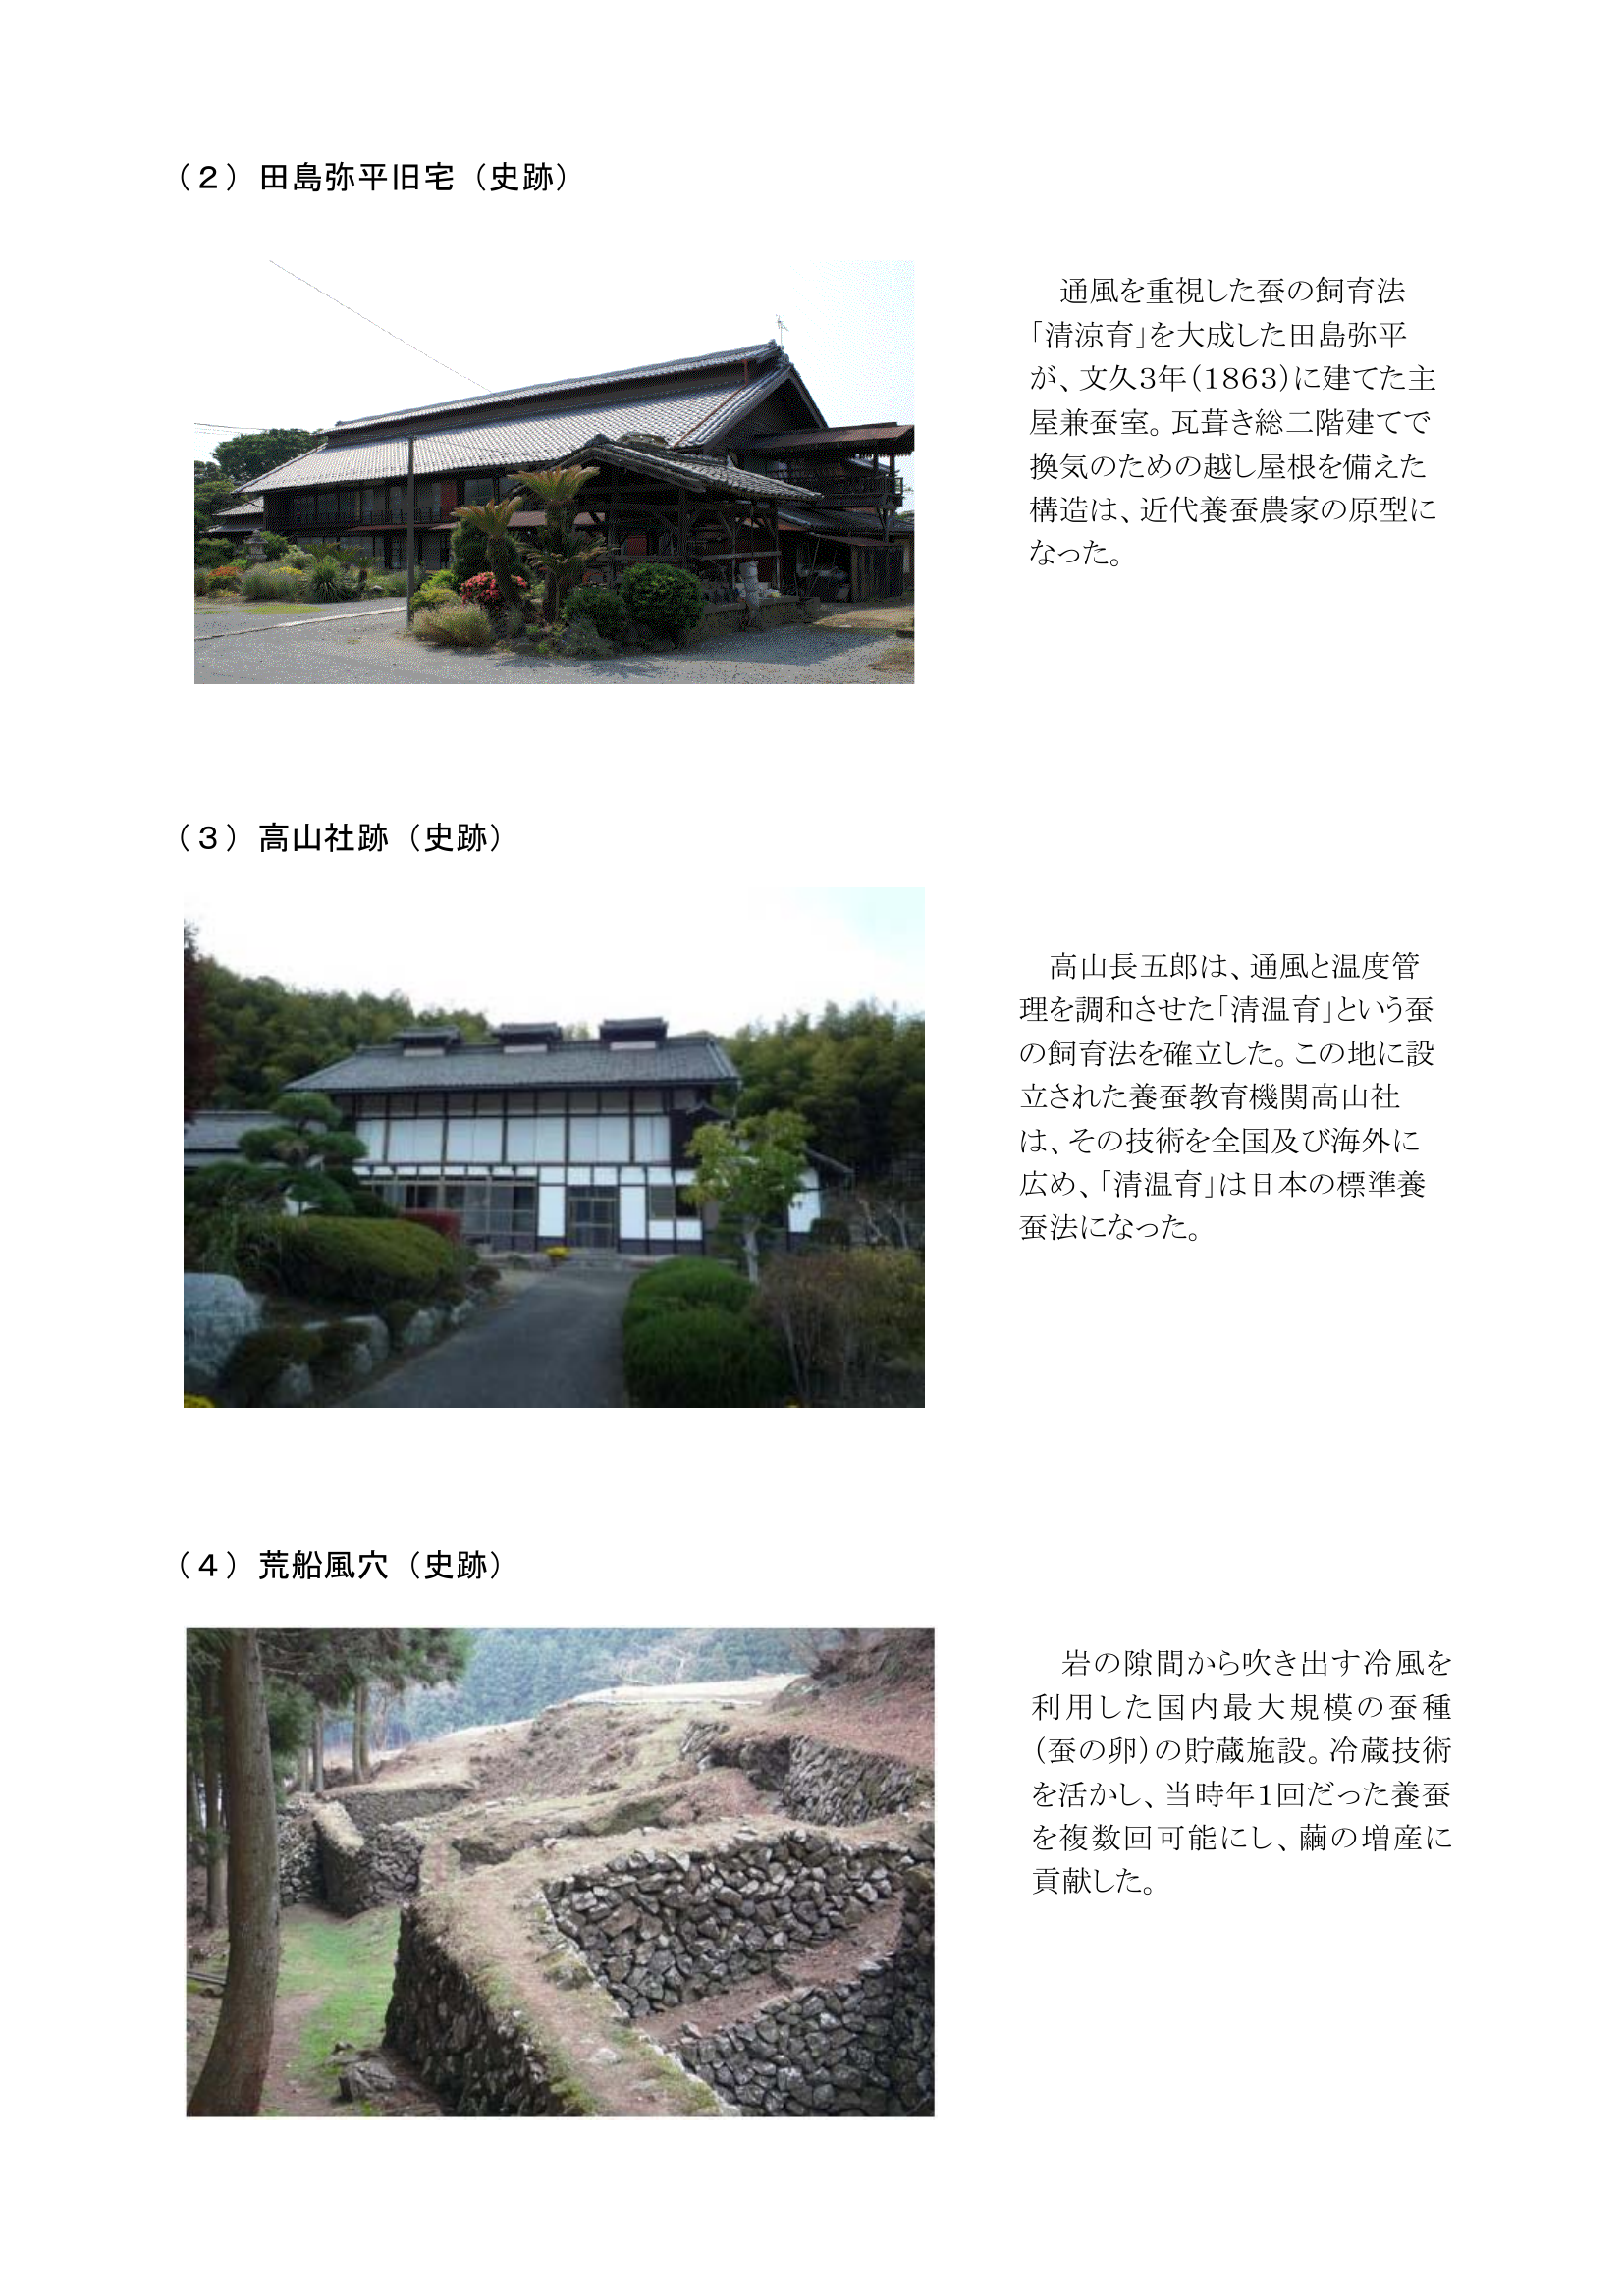 （２）田島弥平旧宅（史跡）
　通風を重視した蚕の飼育法
「清涼育」を大成した田島弥平
が、文久3年（1863）に建てた主
屋兼蚕室。瓦葺き総二階建てで
換気のための越し屋根を備えた
構造は、近代養蚕農家の原型に
なった。
（３）高山社跡（史跡）
　高山長五郎は、通風と温度管
理を調和させた「清温育」という蚕
の飼育法を確立した。この地に設
立された養蚕教育機関高山社
は、その技術を全国及び海外に
広め、「清温育」は日本の標準養
蚕法になった。
（４）荒船風穴（史跡）
　岩の隙間から吹き出す冷風を
利用した国内最大規模の蚕種
（蚕の卵）の貯蔵施設。冷蔵技術
を活かし、当時年1回だった養蚕
を複数回可能にし、繭の増産に
貢献した。